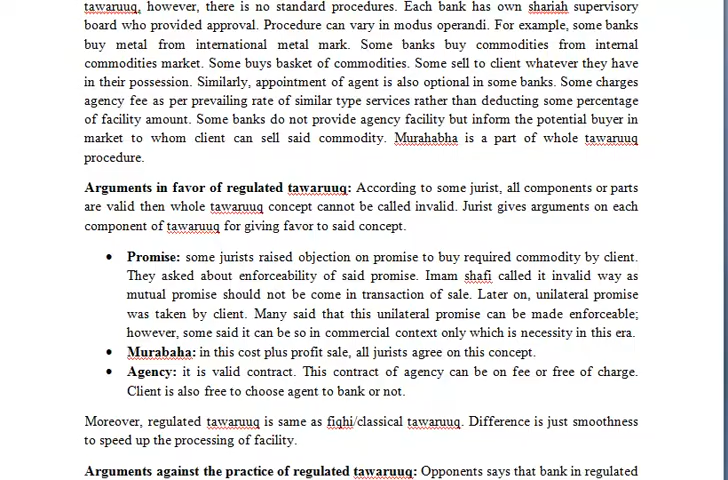 tawaruuq, however, there is no standard procedures. Each bank has own shariah supervisory
board who provided approval. Procedure can vary in modus operandi. For example, some banks
buy metal from international metal mark. Some banks buy commodities from internal
commodities market. Some buys basket of commodities. Some sell to client whatever they have
in their possession. Similarly, appointment of agent is also optional in some banks. Some charges
agency fee as per prevailing rate of similar type services rather than deducting some percentage
of facility amount. Some banks do not provide agency facility but inform the potential buyer in
market to whom client can sell said commodity. Murahabha is a part of whole tawaruuq
procedure.
Arguments in favor of regulated tawaruuq: According to some jurist, all components or parts
are valid then whole tawaruuq concept cannot be called invalid. Jurist gives arguments on each
component of tawaruuq for giving favor to said concept.
• Promise: some jurists raised objection on promise to buy required commodity by client.
They asked about enforceability of said promise. Imam shafi called it invalid way as
mutual promise should not be come in transaction of sale. Later on, unilateral promise
was taken by client. Many said that this unilateral promise can be made enforceable;
however, some said it can be so in commercial context only which is necessity in this era.
• Murabaha: in this cost plus profit sale, all jurists agree on this concept.
• Agency: it is valid contract. This contract of agency can be on fee or free of charge.
Client is also free to choose agent to bank or not.
Moreover, regulated tawaruuq is same as fiqhi/classical tawaruuq. Difference is just smoothness
to speed up the processing of facility.
Arguments against the practice of regulated tawaruuq: Opponents says that bank in regulated